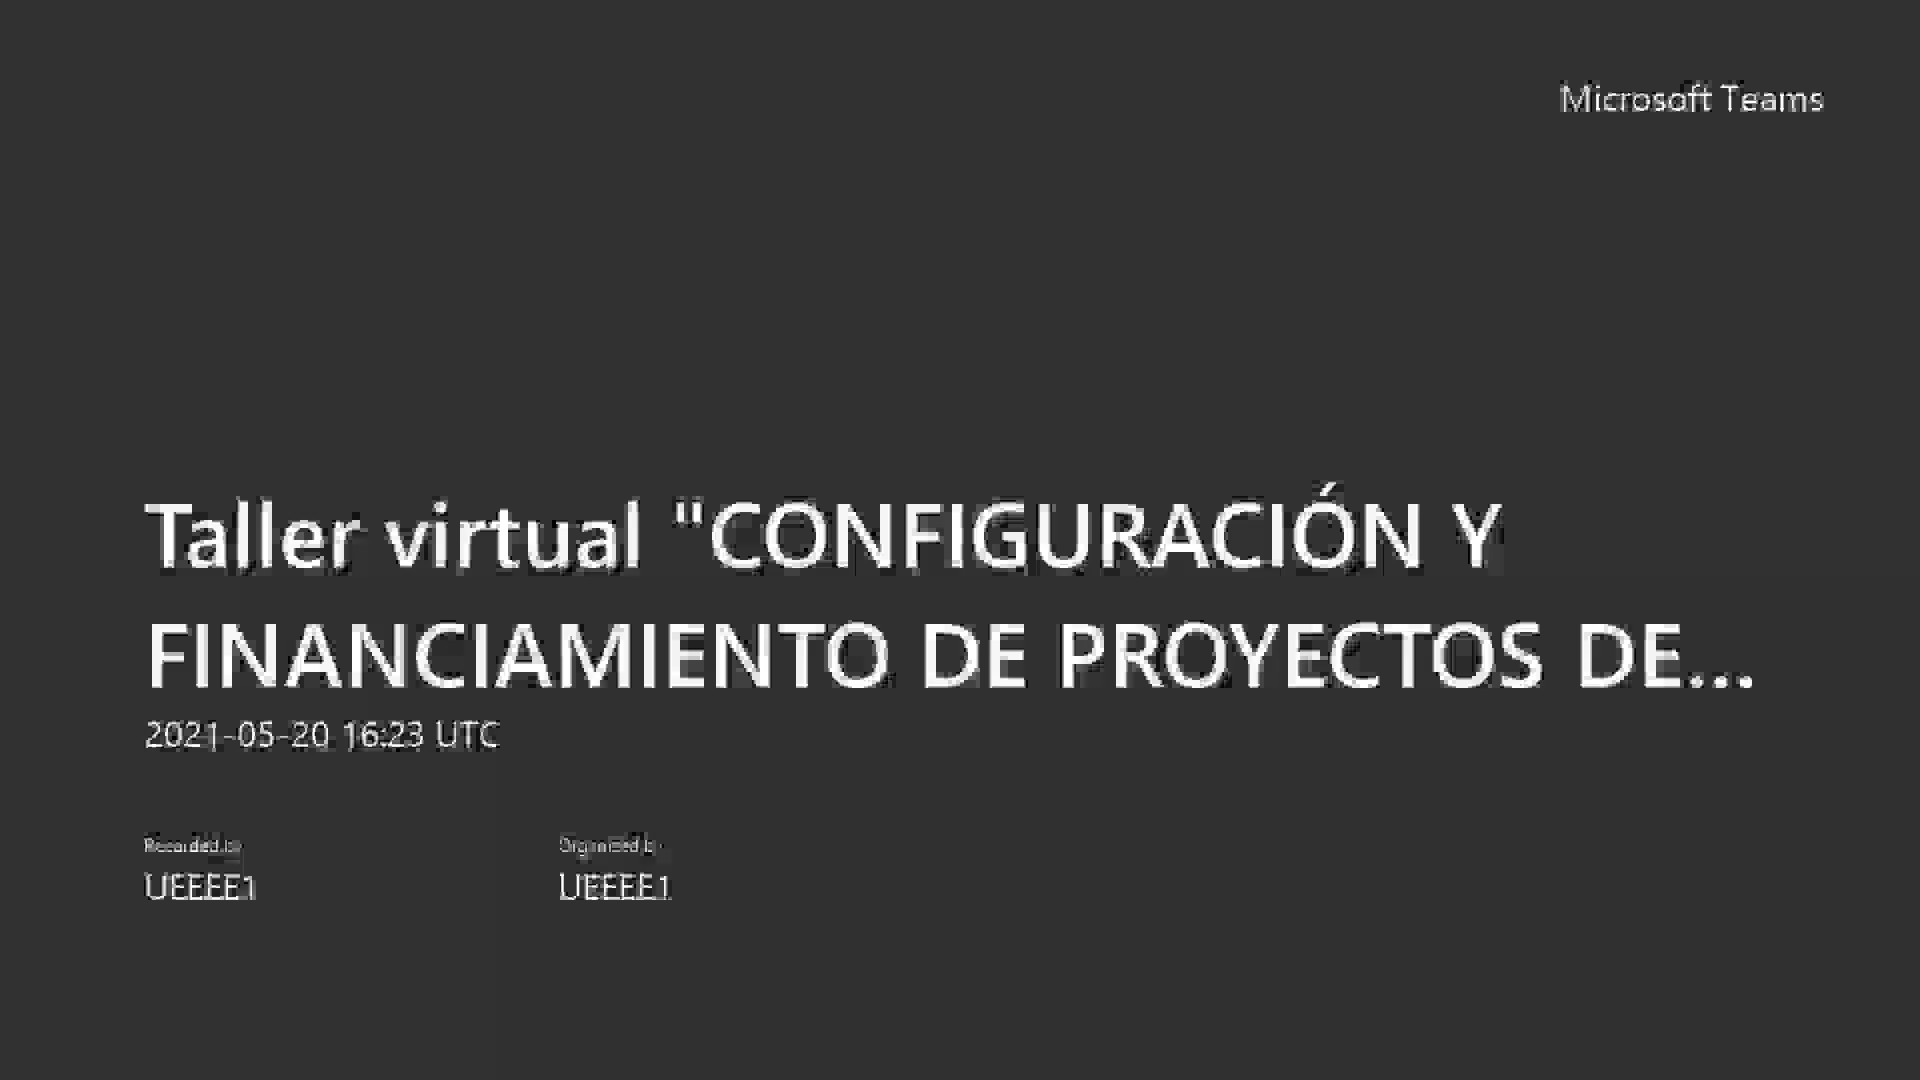 Microsoft Teams
Taller virtual "CONFIGURACIÓN Y
FINANCIAMIENTO DE PROYECTOS DE...
2021-05-20 16:23 UTC
Recorded by
Organized by
UEEEE1
UEEEE1